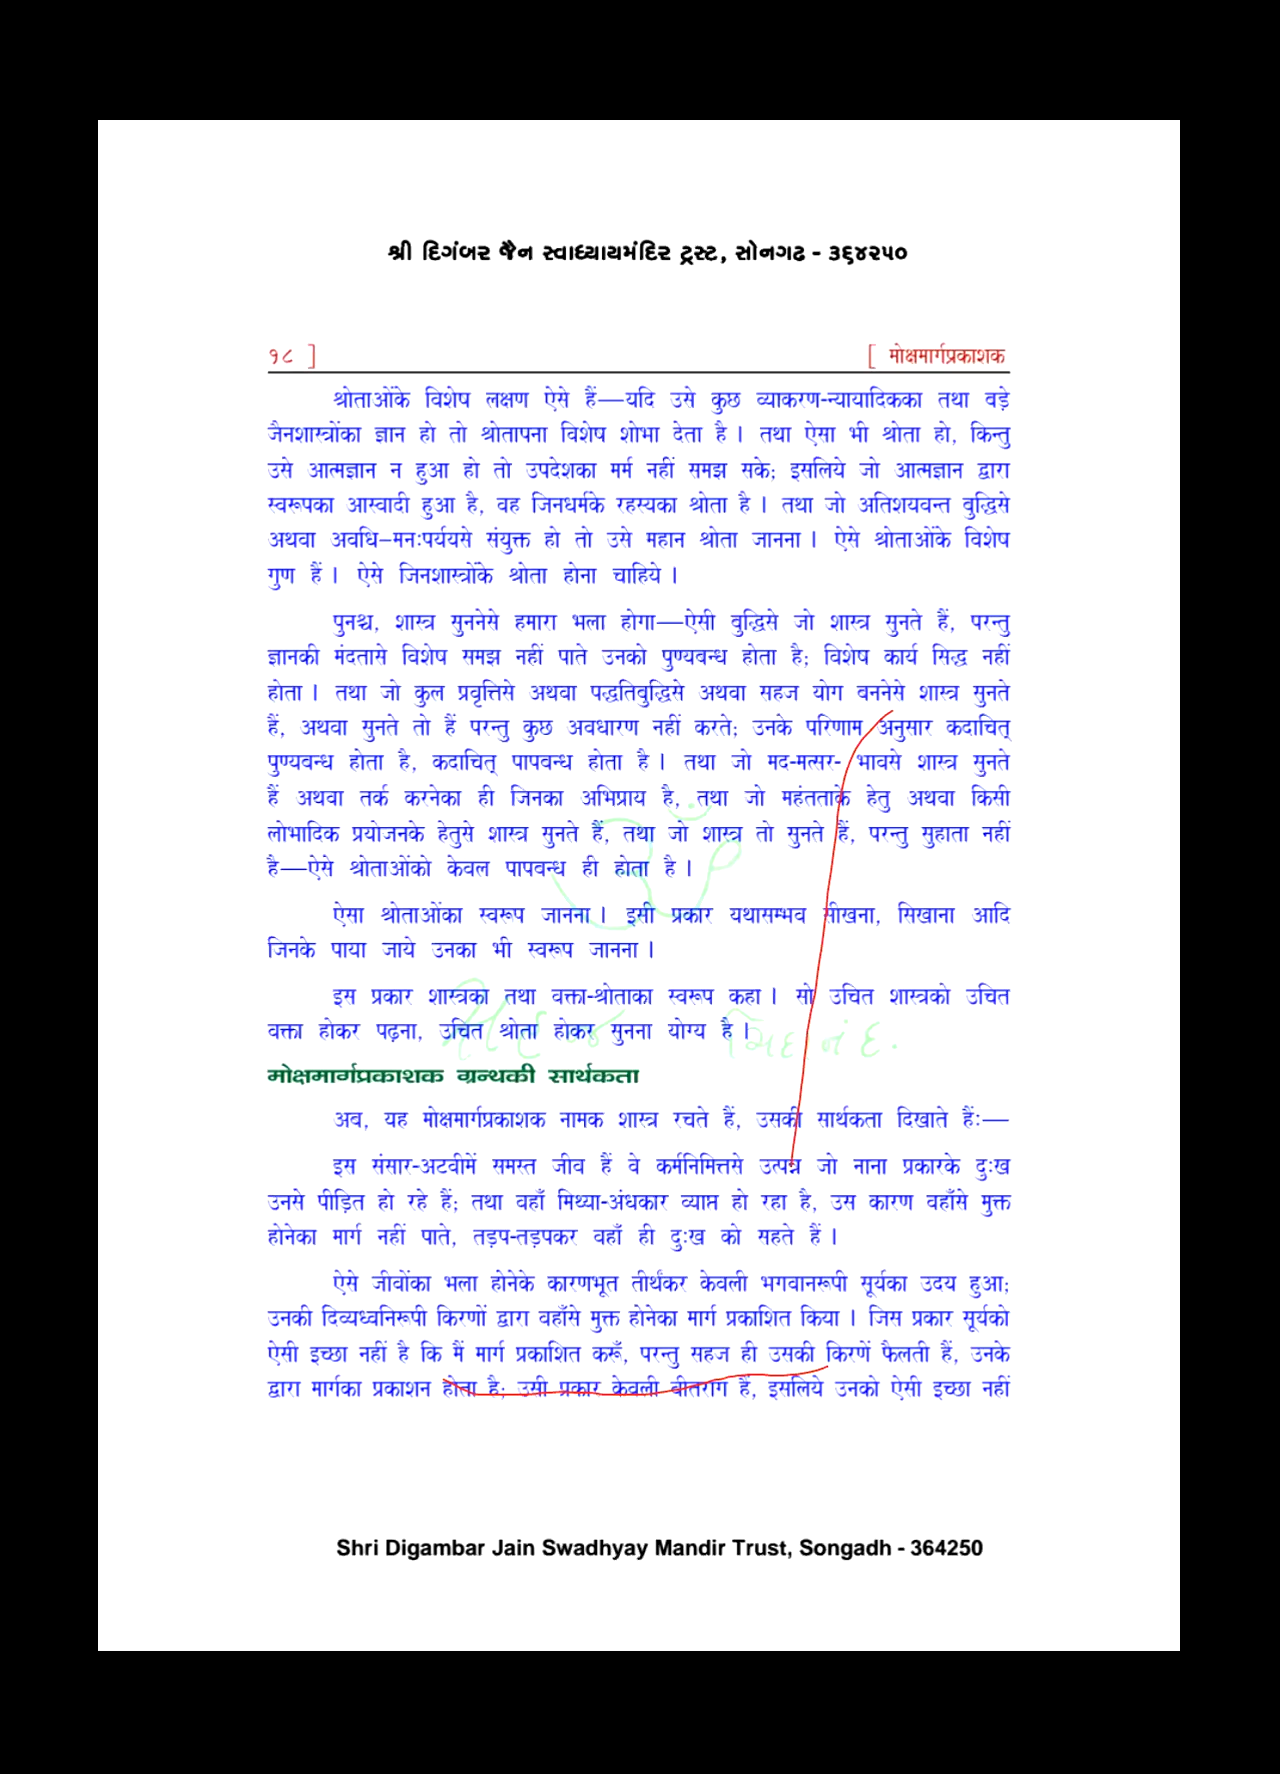 શ્રી દિગંબર જૈન સ્વાધ્યાયમંદિર ટ્રસ્ટ, સોનગઢ - ૩૬૪૨૫૦
१८ ]
[ मोक्षमार्गप्रकाशक
श्रोताओंके विशेष लक्षण ऐसे हैं—यदि उसे कुछ व्याकरण-न्यायादिकका तथा बड़े
जैनशास्त्रोंका ज्ञान हो तो श्रोतापना विशेष शोभा देता है। तथा ऐसा भी श्रोता हो, किन्तु
उसे आत्मज्ञान न हुआ हो तो उपदेशका मर्म नहीं समझ सके; इसलिये जो आत्मज्ञान द्वारा
स्वरूपका आस्वादी हुआ है, वह जिनधर्मके रहस्यका श्रोता है। तथा जो अतिशयवन्त बुद्धिसे
अथवा अवधि–मनःपर्ययसे संयुक्त हो तो उसे महान श्रोता जानना। ऐसे श्रोताओंके विशेष
गुण हैं। ऐसे जिनशास्त्रोंके श्रोता होना चाहिये।
पुनश्च, शास्त्र सुननेसे हमारा भला होगा—ऐसी बुद्धिसे जो शास्त्र सुनते हैं, परन्तु
ज्ञानकी मंदतासे विशेष समझ नहीं पाते उनको पुण्यबन्ध होता है; विशेष कार्य सिद्ध नहीं
होता। तथा जो कुल प्रवृत्तिसे अथवा पद्धतिबुद्धिसे अथवा सहज योग बननेसे शास्त्र सुनते
हैं, अथवा सुनते तो हैं परन्तु कुछ अवधारण नहीं करते; उनके परिणाम अनुसार कदाचित्
पुण्यबन्ध होता है, कदाचित् पापबन्ध होता है। तथा जो मद-मत्सर- भावसे शास्त्र सुनते
हैं अथवा तर्क करनेका ही जिनका अभिप्राय है, तथा जो महंतताके हेतु अथवा किसी
लोभादिक प्रयोजनके हेतुसे शास्त्र सुनते हैं, तथा जो शास्त्र तो सुनते हैं, परन्तु सुहाता नहीं
है—ऐसे श्रोताओंको केवल पापबन्ध ही होता है।
ऐसा श्रोताओंका स्वरूप जानना। इसी प्रकार यथासम्भव सीखना, सिखाना आदि
जिनके पाया जाये उनका भी स्वरूप जानना।
इस प्रकार शास्त्रका तथा वक्ता-श्रोताका स्वरूप कहा। सो उचित शास्त्रको उचित
वक्ता होकर पढ़ना, उचित श्रोता होकर सुनना योग्य है।
मोक्षमार्गप्रकाशक ग्रन्थकी सार्थकता
अब, यह मोक्षमार्गप्रकाशक नामक शास्त्र रचते हैं, उसकी सार्थकता दिखाते हैंः—
इस संसार-अटवीमें समस्त जीव हैं वे कर्मनिमित्तसे उत्पन्न जो नाना प्रकारके दुःख
उनसे पीड़ित हो रहे हैं; तथा वहाँ मिथ्या-अंधकार व्याप्त हो रहा है, उस कारण वहाँसे मुक्त
होनेका मार्ग नहीं पाते, तड़प-तड़पकर वहाँ ही दुःख को सहते हैं।
ऐसे जीवोंका भला होनेके कारणभूत तीर्थंकर केवली भगवानरूपी सूर्यका उदय हुआ;
उनकी दिव्यध्वनिरूपी किरणों द्वारा वहाँसे मुक्त होनेका मार्ग प्रकाशित किया। जिस प्रकार सूर्यको
ऐसी इच्छा नहीं है कि मैं मार्ग प्रकाशित करूँ, परन्तु सहज ही उसकी किरणें फैलती हैं, उनके
द्वारा मार्गका प्रकाशन होता है; उसी प्रकार केवली वीतराग हैं, इसलिये उनको ऐसी इच्छा नहीं
Shri Digambar Jain Swadhyay Mandir Trust, Songadh - 364250